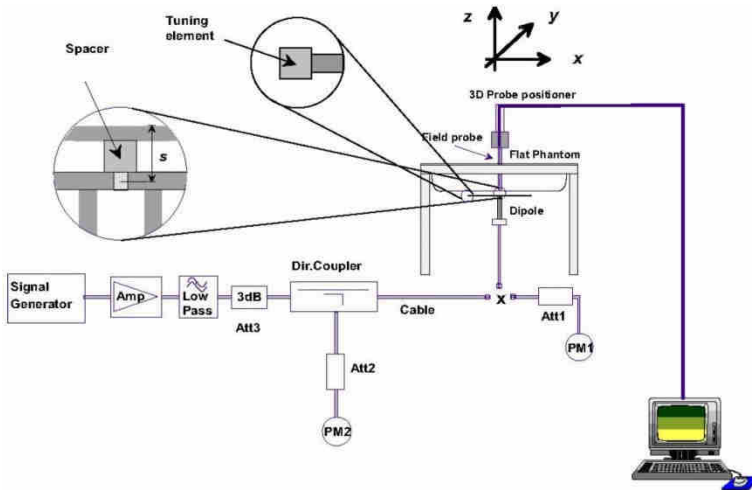 Tuning
element
Spacer
z
y
x
3D Probe positioner
Field probe
Flat Phantom
s
Dipole
Dir.Coupler
Signal
Generator
Amp
Low
Pass
3dB
Att3
Cable
x
Att1
PM1
Att2
PM2